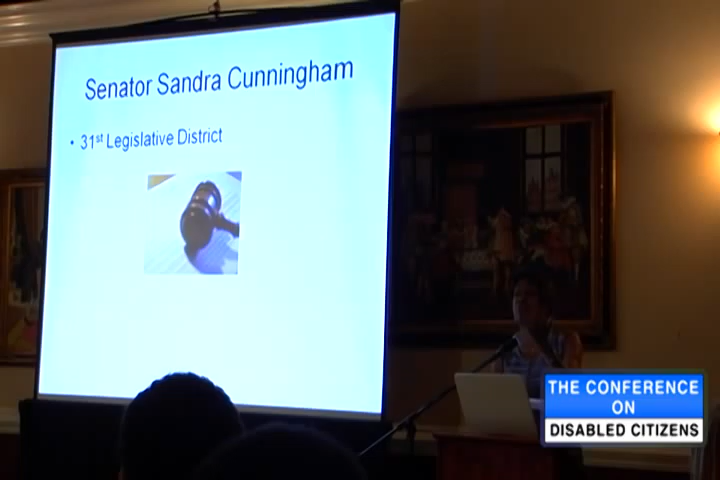 Senator Sandra Cunningham
• 31st Legislative District
THE CONFERENCE
ON
DISABLED CITIZENS